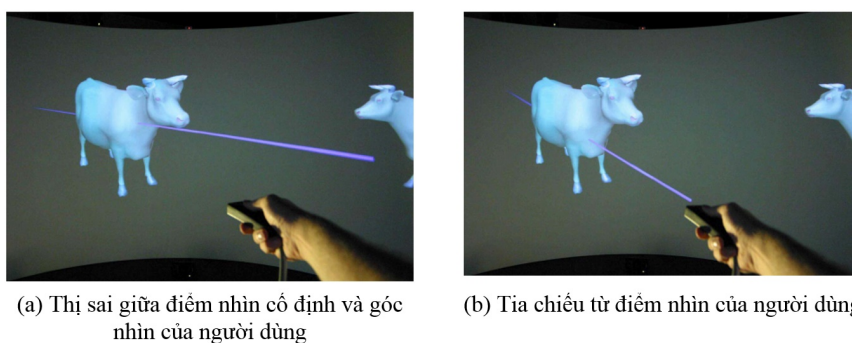 (a) Thị sai giữa điểm nhìn cố định và góc
nhìn của người dùng
(b) Tia chiếu từ điểm nhìn của người dùng